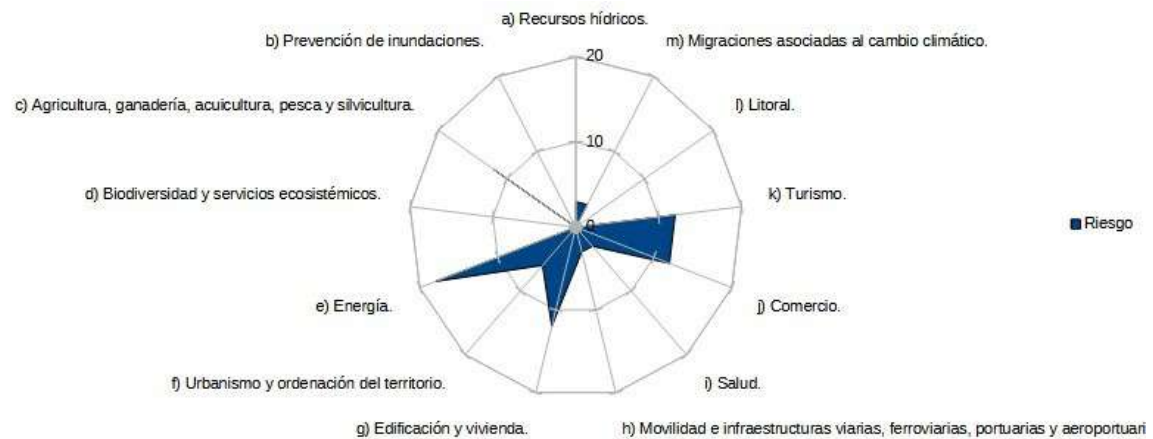 a) Recursos hídricos.
b) Prevención de inundaciones.
m) Migraciones asociadas al cambio climático.
20
c) Agricultura, ganadería, acuicultura, pesca y silvicultura.
l) Litoral.
10
d) Biodiversidad y servicios ecosistémicos.
k) Turismo.
0
Riesgo
e) Energía.
j) Comercio.
f) Urbanismo y ordenación del territorio.
i) Salud.
g) Edificación y vivienda.
h) Movilidad e infraestructuras viarias, ferroviarias, portuarias y aeroportuari